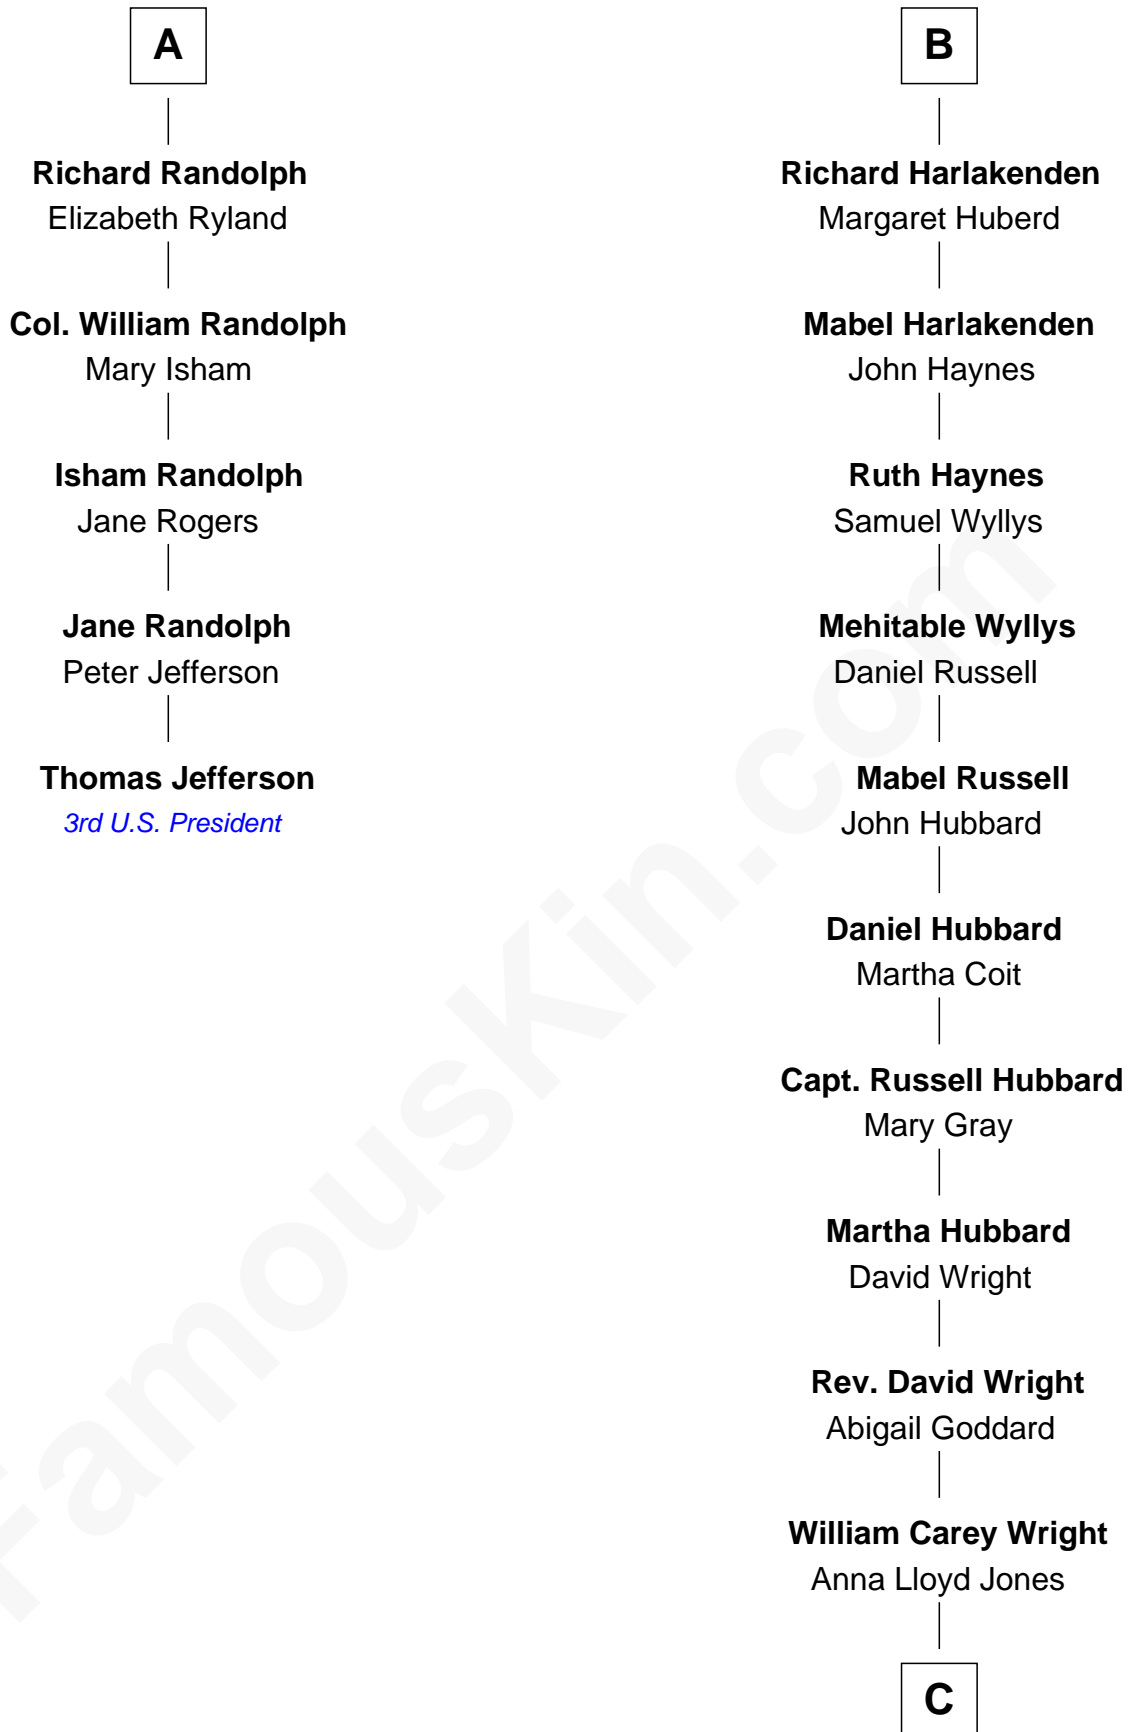 A
Richard Randolph
Elizabeth Ryland
Col. William Randolph
Mary Isham
Isham Randolph
Jane Rogers
Jane Randolph
Peter Jefferson
Thomas Jefferson
3rd U.S. President
B
Richard Harlakenden
Margaret Huberd
Mabel Harlakenden
John Haynes
Ruth Haynes
Samuel Wyllys
Mehitable Wyllys
Daniel Russell
Mabel Russell
John Hubbard
Daniel Hubbard
Martha Coit
Capt. Russell Hubbard
Mary Gray
Martha Hubbard
David Wright
Rev. David Wright
Abigail Goddard
William Carey Wright
Anna Lloyd Jones
C
FamousKin.com